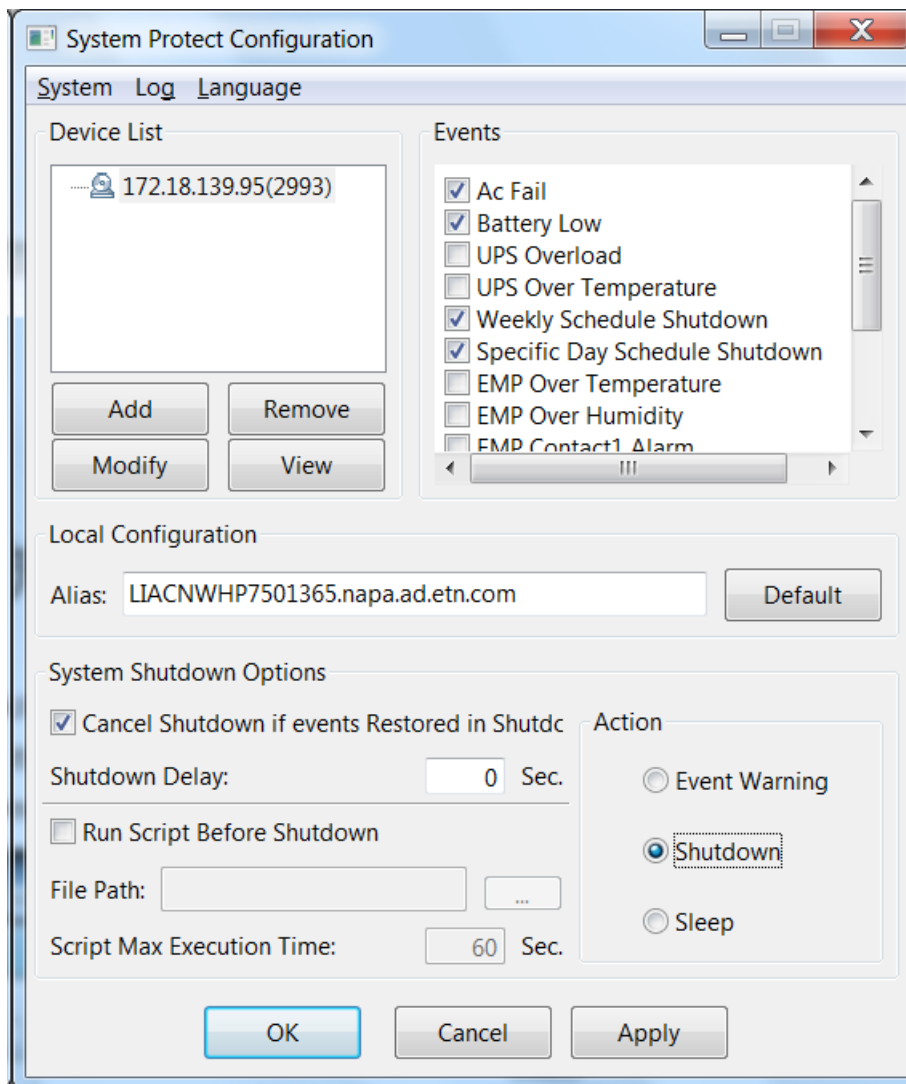 System Protect Configuration
System Log Language
Device List
172.18.139.95(2993)
Add Remove
Modify View
Events
Ac Fail
Battery Low
UPS Overload
UPS Over Temperature
Weekly Schedule Shutdown
Specific Day Schedule Shutdown
EMP Over Temperature
EMP Over Humidity
EMP Contact1 Alarm
Local Configuration
Alias: LIACNWHP7501365.napa.ad.etn.com Default
System Shutdown Options
Cancel Shutdown if events Restored in Shutdc
Shutdown Delay: 0 Sec.
Run Script Before Shutdown
File Path: ...
Script Max Execution Time: 60 Sec.
Action
Event Warning
Shutdown
Sleep
OK Cancel Apply